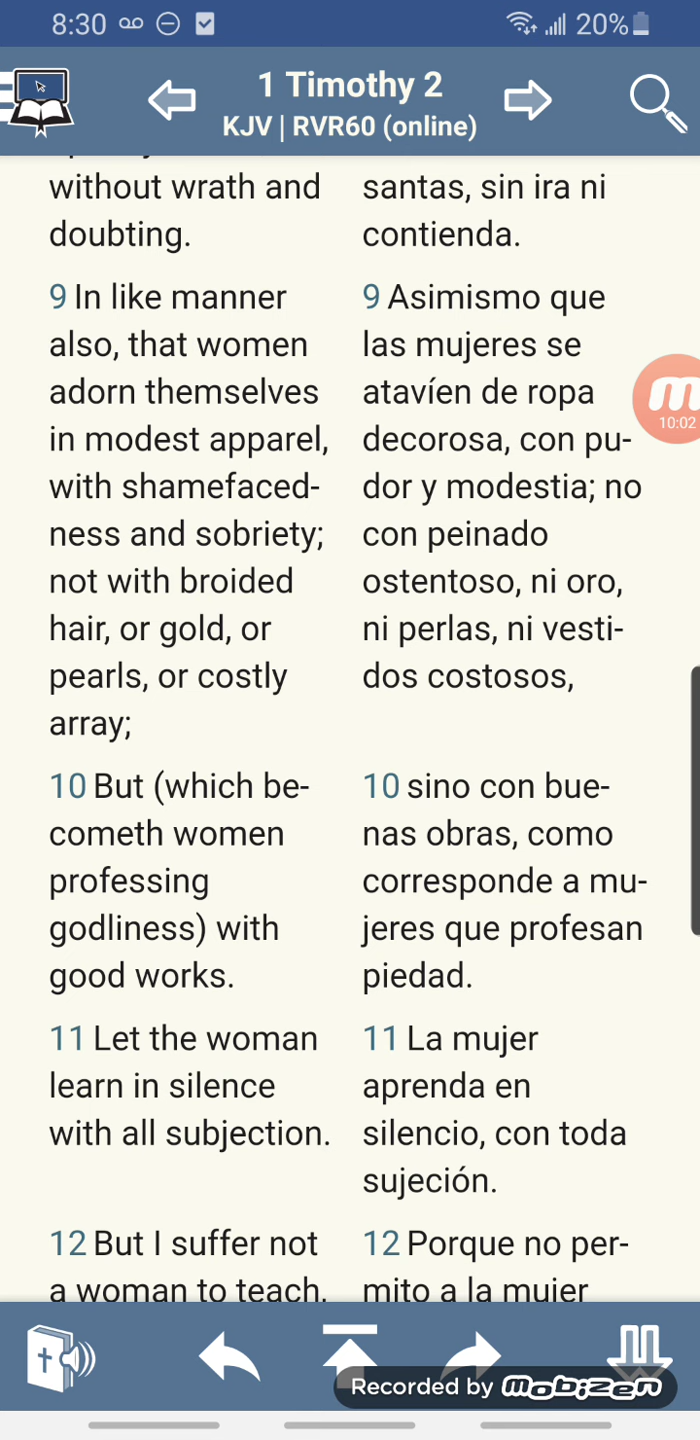 8:30
20%
1 Timothy 2
KJV | RVR60 (online)
without wrath and
doubting.
9 In like manner
also, that women
adorn themselves
in modest apparel,
with shamefaced-
ness and sobriety;
not with broided
hair, or gold, or
pearls, or costly
array;
10 But (which be-
cometh women
professing
godliness) with
good works.
11 Let the woman
learn in silence
with all subjection.
12 But I suffer not
a woman to teach,
santas, sin ira ni
contienda.
9 Asimismo que
las mujeres se
atavíen de ropa
decorosa, con pu-
dor y modestia; no
con peinado
ostentoso, ni oro,
ni perlas, ni vesti-
dos costosos,
10 sino con bue-
nas obras, como
corresponde a mu-
jeres que profesan
piedad.
11 La mujer
aprenda en
silencio, con toda
sujeción.
12 Porque no per-
mito a la mujer
m
10:02
Recorded by Mobizen